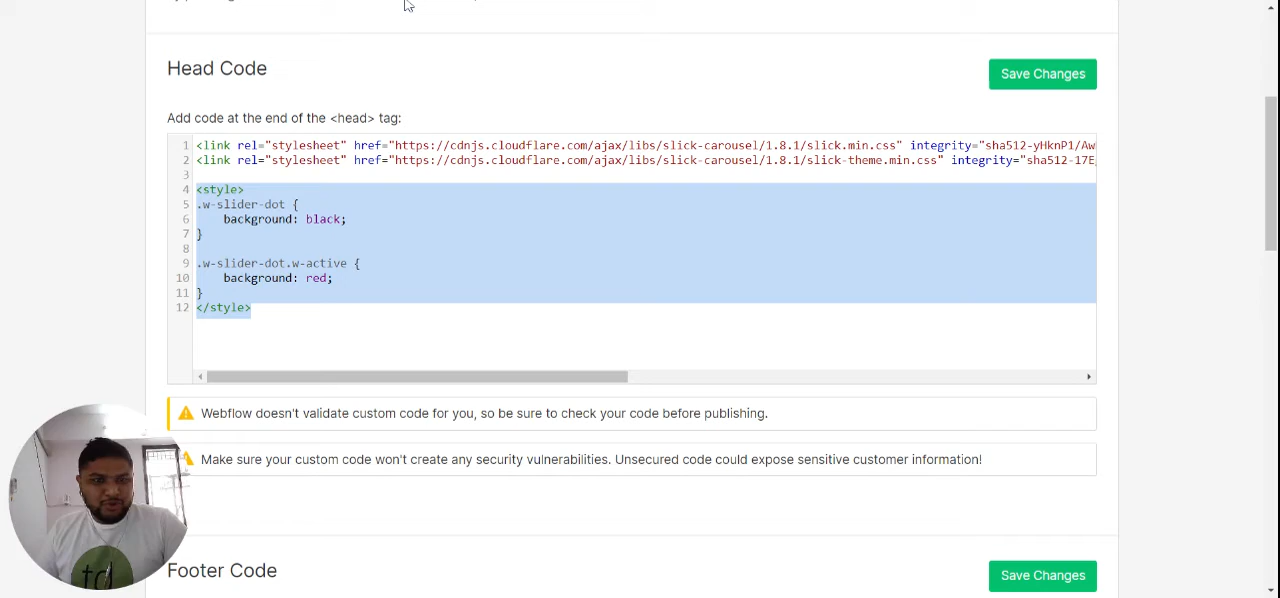 Head Code
Save Changes
Add code at the end of the <head> tag:
1 <link rel="stylesheet" href="https://cdnjs.cloudflare.com/ajax/libs/slick-carousel/1.8.1/slick.min.css" integrity="sha512-yHknP1/Aw
2 <link rel="stylesheet" href="https://cdnjs.cloudflare.com/ajax/libs/slick-carousel/1.8.1/slick-theme.min.css" integrity="sha512-17E
3
4 <style>
5 .w-slider-dot {
6 background: black;
7 }
8
9 .w-slider-dot.w-active {
10 background: red;
11 }
12 </style>
Webflow doesn't validate custom code for you, so be sure to check your code before publishing.
Make sure your custom code won't create any security vulnerabilities. Unsecured code could expose sensitive customer information!
td
Footer Code
Save Changes